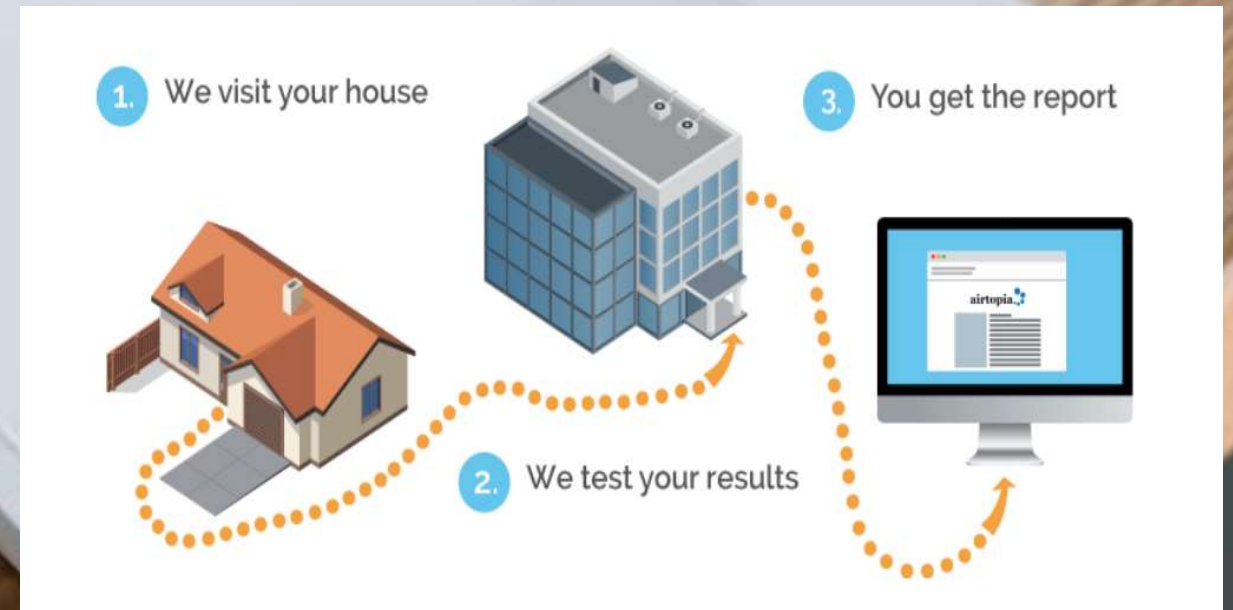 1. We visit your house
2. We test your results
3. You get the report
airtopia.